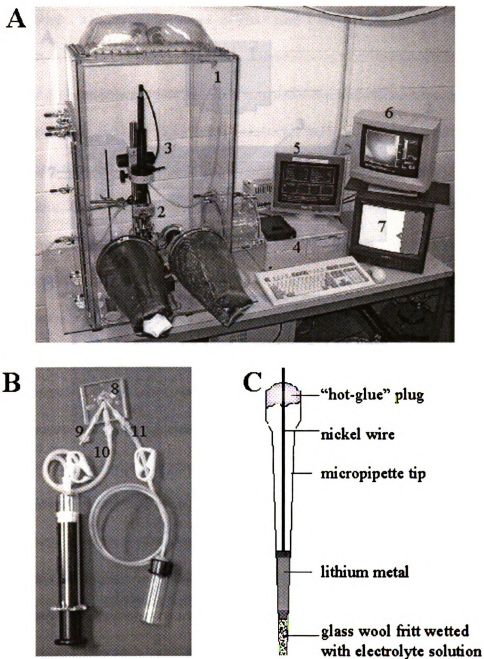 A
1
6
3
5
2
7
4
B
C
8
9
11
10
"hot-glue" plug
nickel wire
micropipette tip
lithium metal
glass wool fritt wetted
with electrolyte solution